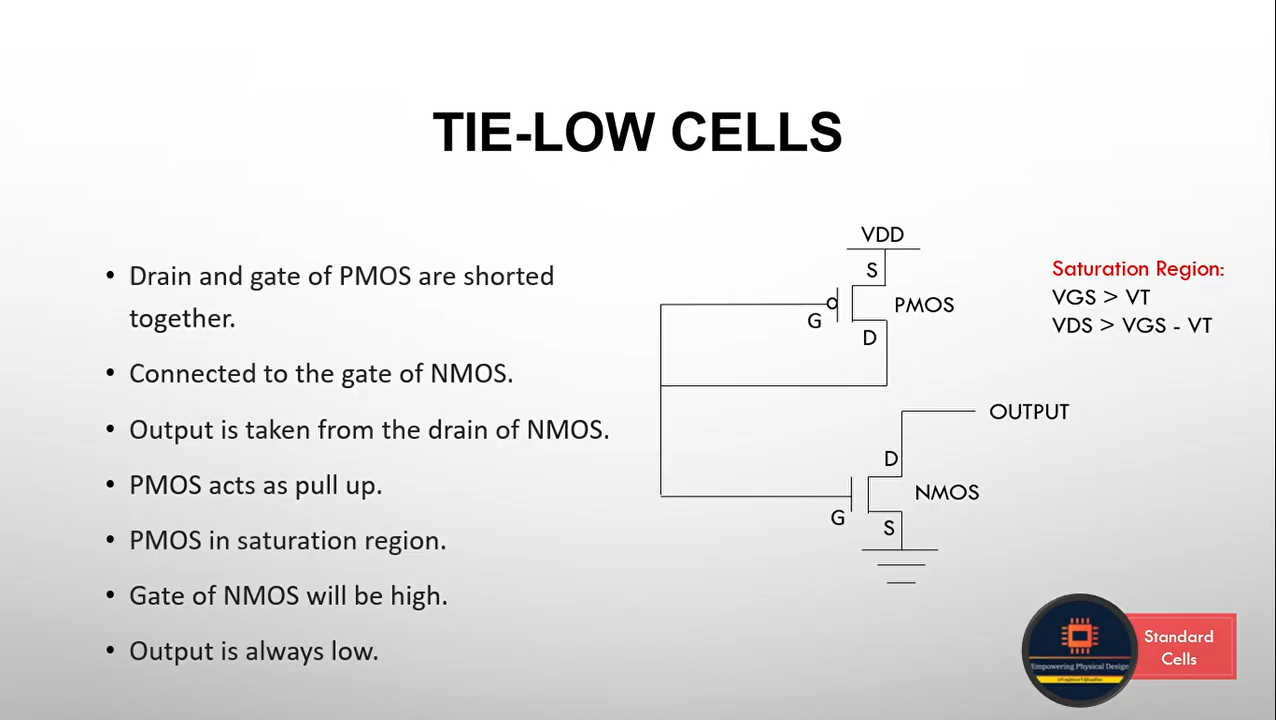 TIE-LOW CELLS
• Drain and gate of PMOS are shorted
together.
• Connected to the gate of NMOS.
• Output is taken from the drain of NMOS.
• PMOS acts as pull up.
• PMOS in saturation region.
• Gate of NMOS will be high.
• Output is always low.
VDD
S
G
PMOS
D
OUTPUT
D
NMOS
G
S
Saturation Region:
VGS > VT
VDS > VGS - VT
Empowering Physical Design
Standard
Cells